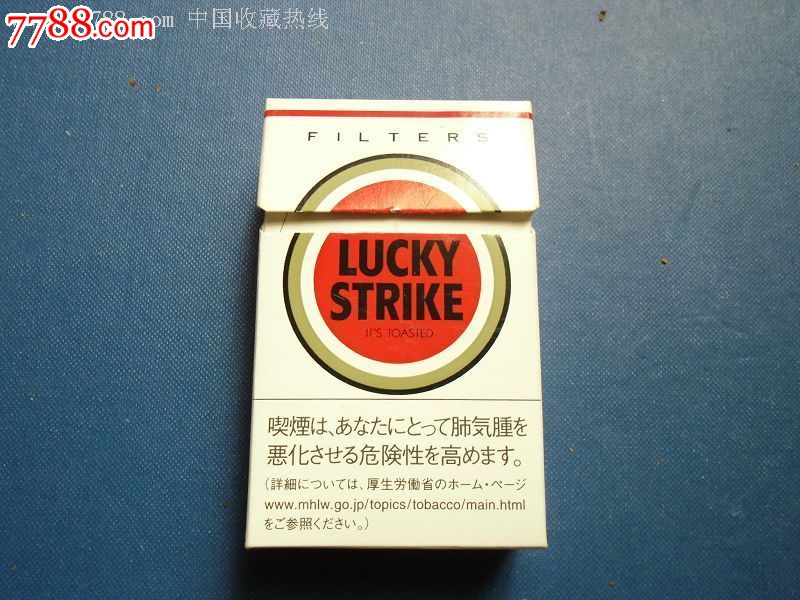 7788.com 中国收藏热线
7788.com
FILTERS
LUCKY
STRIKE
IT'S TOASTED
喫煙は、あなたにとって肺気腫を
悪化させる危険性を高めます。
(詳細については、厚生労働省のホーム・ページ
www.mhlw.go.jp/topics/tobacco/main.html
をご参照ください。)